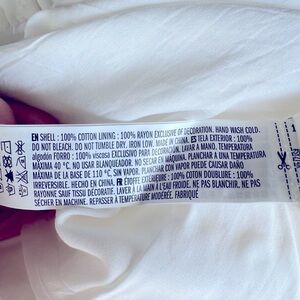 EN SHELL : 100% COTTON LINING : 100% RAYON EXCLUSIVE OF DECORATION. HAND WASH COLD.
DO NOT BLEACH. DO NOT TUMBLE DRY. IRON LOW. MADE IN CHINA. ES TELA EXTERIOR : 100%
algodón FORRO : 100% viscosa EXCLUSIVO PARA DECORACIÓN. LAVAR A MANO. TEMPERATURA
MÁXIMA 40 °C. NO USAR BLANQUEADOR. NO SECAR EN MÁQUINA. PLANCHAR A UNA TEMPERATURA
MÁXIMA DE LA BASE DE 110 °C. SIN VAPOR. PLANCHAR CON VAPOR PUEDE CAUSAR DAÑO
IRREVERSIBLE. HECHO EN CHINA. FR ÉTOFFE EXTÉRIEURE : 100% COTON DOUBLURE : 100%
RAYONNE SAUF TISSU DÉCORATIF. LAVER À LA MAIN À L'EAU FROIDE. NE PAS BLANCHIR. NE PAS
SÉCHER EN MACHINE. REPASSER À TEMPÉRATURE MODÉRÉE. FABRIQUÉ